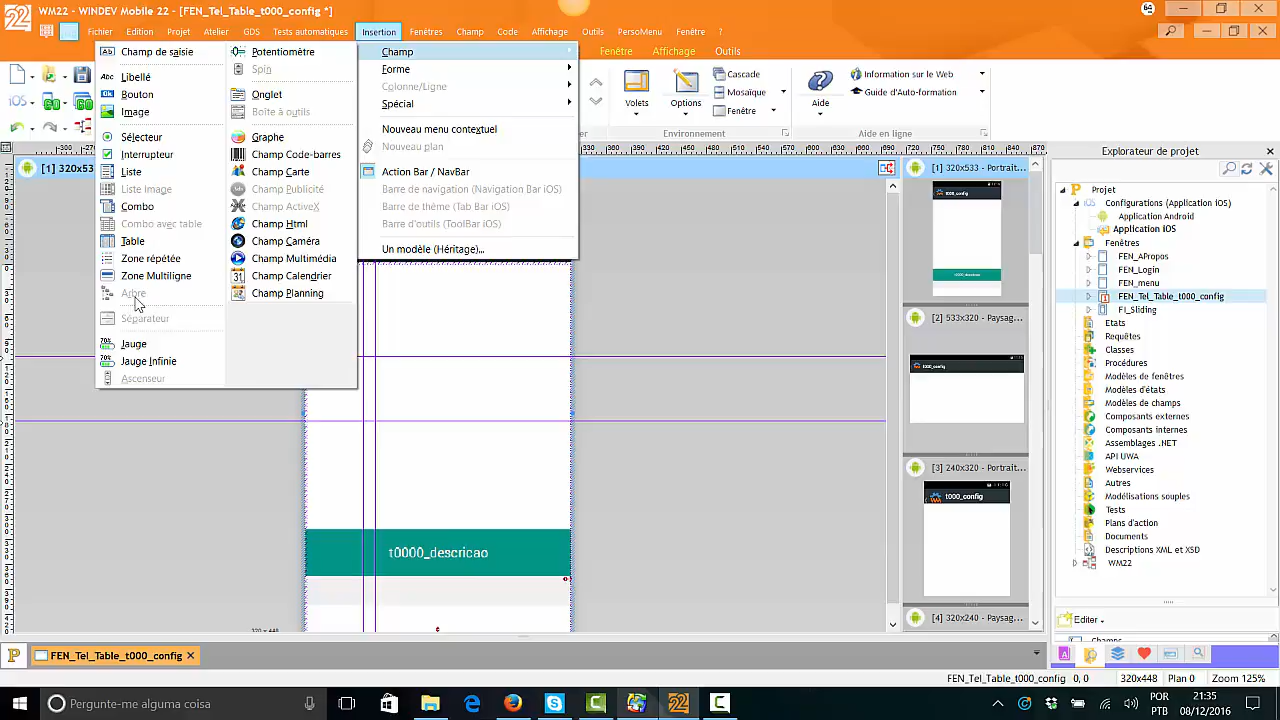 22
WM22 - WINDEV Mobile 22 - [FEN_Tel_Table_t000_config *]
64
Fichier Edition Projet Atelier GDS Tests automatiques Insertion Fenêtres Champ Code Affichage Outils PersoMenu Fenêtre ?
Fenêtre Affichage Outils
Champ de saisie
Libellé
Bouton
Image
Sélecteur
Interrupteur
Liste
Liste Image
Combo
Combo avec table
Table
Zone répétée
Zone Multiligne
Arbre
Séparateur
Jauge
Jauge Infinie
Ascenseur
Potentiomètre
Spin
Onglet
Boîte à outils
Graphe
Champ Code-barres
Champ Carte
Champ Publicité
Champ ActiveX
Champ Html
Champ Caméra
Champ Multimédia
Champ Calendrier
Champ Planning
Champ
Forme
Colonne/Ligne
Spécial
Nouveau menu contextuel
Nouveau plan
Action Bar / NavBar
Barre de navigation (Navigation Bar iOS)
Barre de thème (Tab Bar iOS)
Barre d'outils (ToolBar iOS)
Un modèle (Héritage)...
Volets
Options
Cascade
Mosaïque
Fenêtre
Environnement
Aide
Information sur le Web
Guide d'Auto-formation
Aide en ligne
iOS GO GO
[1] 320x53
t0000_descricao
[1] 320x533 - Portrait...
t000_config
[2] 533x320 - Paysag...
t000_config
[3] 240x320 - Portrait...
t000_config
[4] 320x240 - Paysag...
Explorateur de projet
Projet
Configurations (Application iOS)
Application Android
Application iOS
Fenêtres
FEN_APropos
FEN_Login
FEN_menu
FEN_Tel_Table_t000_config
FI_Sliding
Etats
Requêtes
Classes
Procédures
Modèles de fenêtres
Modèles d'états
Modèles de champs
Composants externes
Composants internes
Assemblages .NET
API UWA
Webservices
Autres
Modélisations souples
Tests
Plans d'action
Documents
Descriptions XML et XSD
WM22
Editer
FEN_Tel_Table_t000_config
FEN_Tel_Table_t000_config 0, 0 320x448 Plan 0 Zoom 125%
Pergunte-me alguma coisa
POR
PTB
21:35
08/12/2016